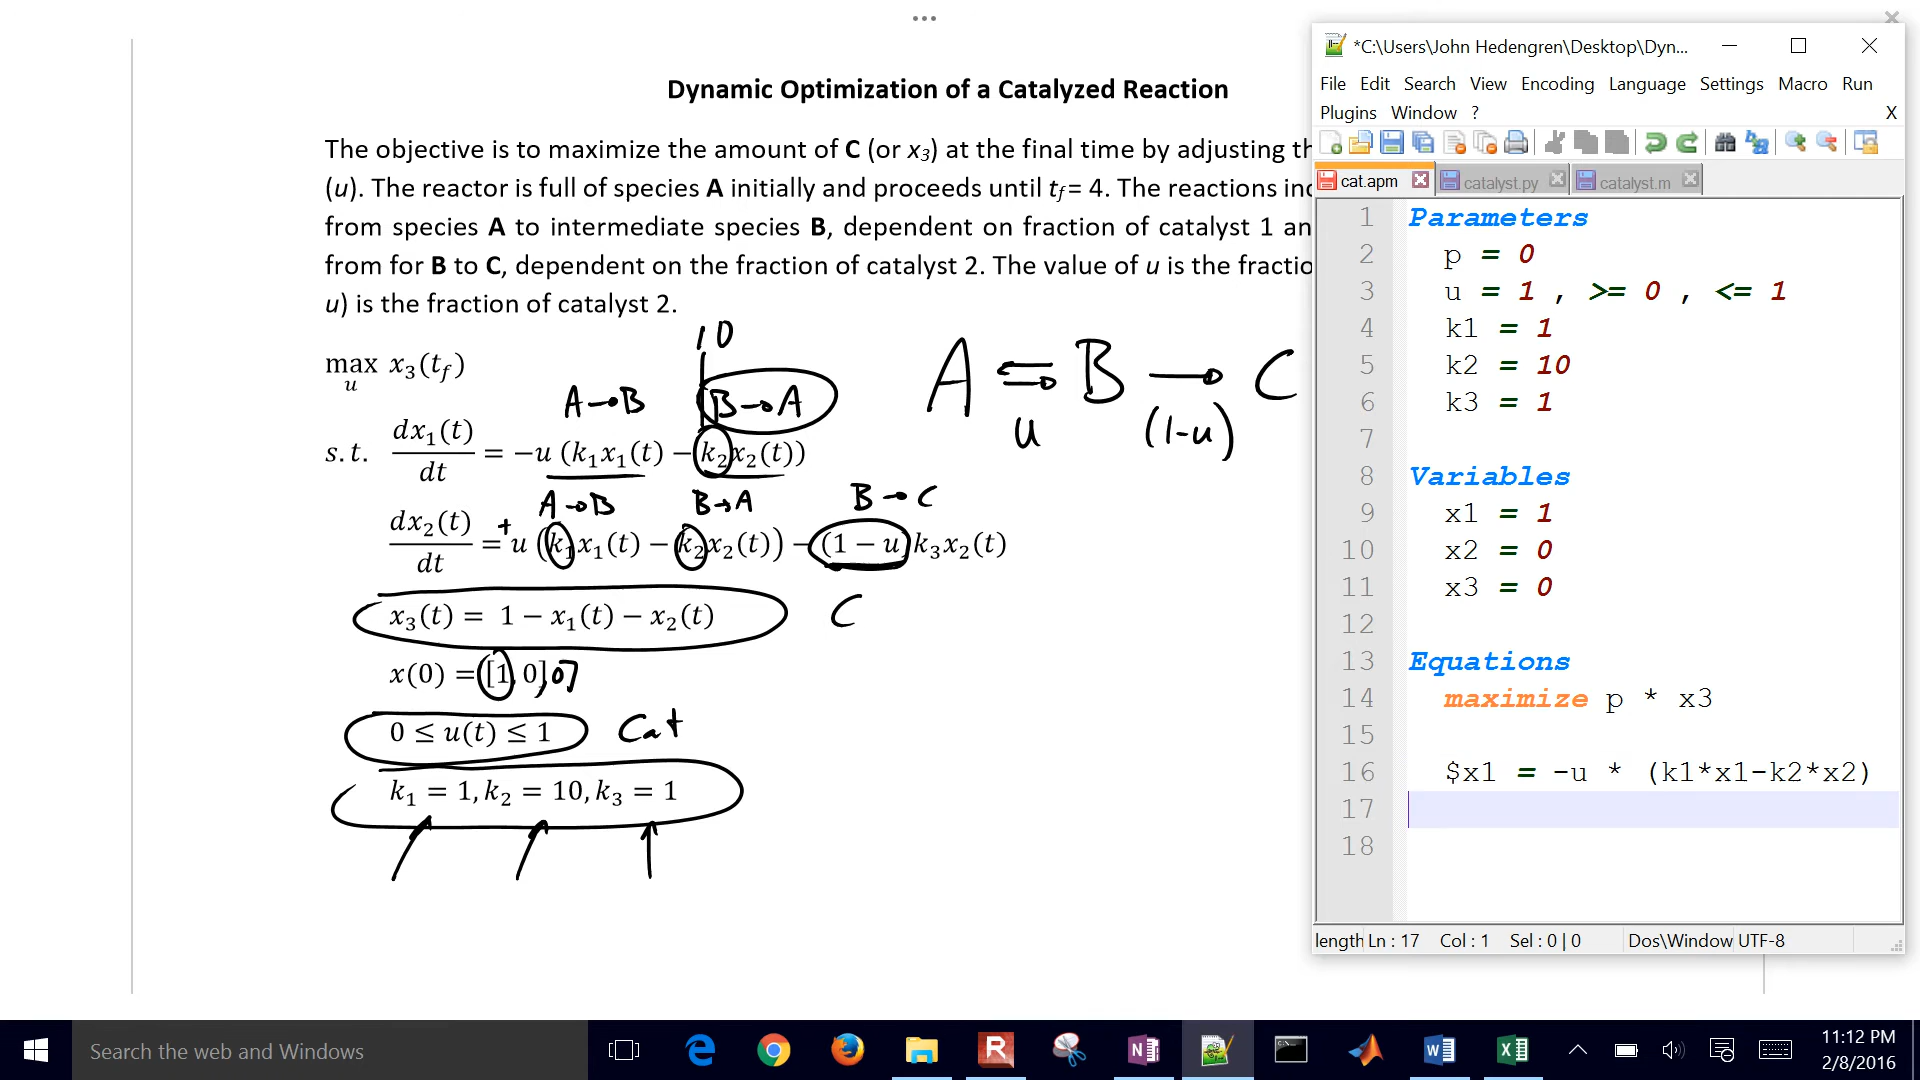 Dynamic Optimization of a Catalyzed Reaction
The objective is to maximize the amount of C (or x₃) at the final time by adjusting th
(u). The reactor is full of species A initially and proceeds until t_f = 4. The reactions inc
from species A to intermediate species B, dependent on fraction of catalyst 1 an
from for B to C, dependent on the fraction of catalyst 2. The value of u is the fractio
u) is the fraction of catalyst 2.
10
max x₃(t_f)
u
A→B B→A
A ⇌ B → C
u (1-u)
s.t. dx₁(t)/dt = −u (k₁x₁(t) − k₂x₂(t))
A→B B→A B→C
dx₂(t)/dt = + u (k₁x₁(t) − k₂x₂(t)) − (1 − u)k₃x₂(t)
x₃(t) = 1 − x₁(t) − x₂(t) C
x(0) = [1, 0], 0]
0 ≤ u(t) ≤ 1 Cat
k₁ = 1, k₂ = 10, k₃ = 1
*C:\Users\John Hedengren\Desktop\Dyn...
File Edit Search View Encoding Language Settings Macro Run
Plugins Window ? X
cat.apm catalyst.py catalyst.m
1 Parameters
2 p = 0
3 u = 1 , >= 0 , <= 1
4 k1 = 1
5 k2 = 10
6 k3 = 1
7
8 Variables
9 x1 = 1
10 x2 = 0
11 x3 = 0
12
13 Equations
14 maximize p * x3
15
16 $x1 = -u * (k1*x1-k2*x2)
17
18
length Ln : 17 Col : 1 Sel : 0 | 0 Dos\Window UTF-8
Search the web and Windows
11:12 PM
2/8/2016